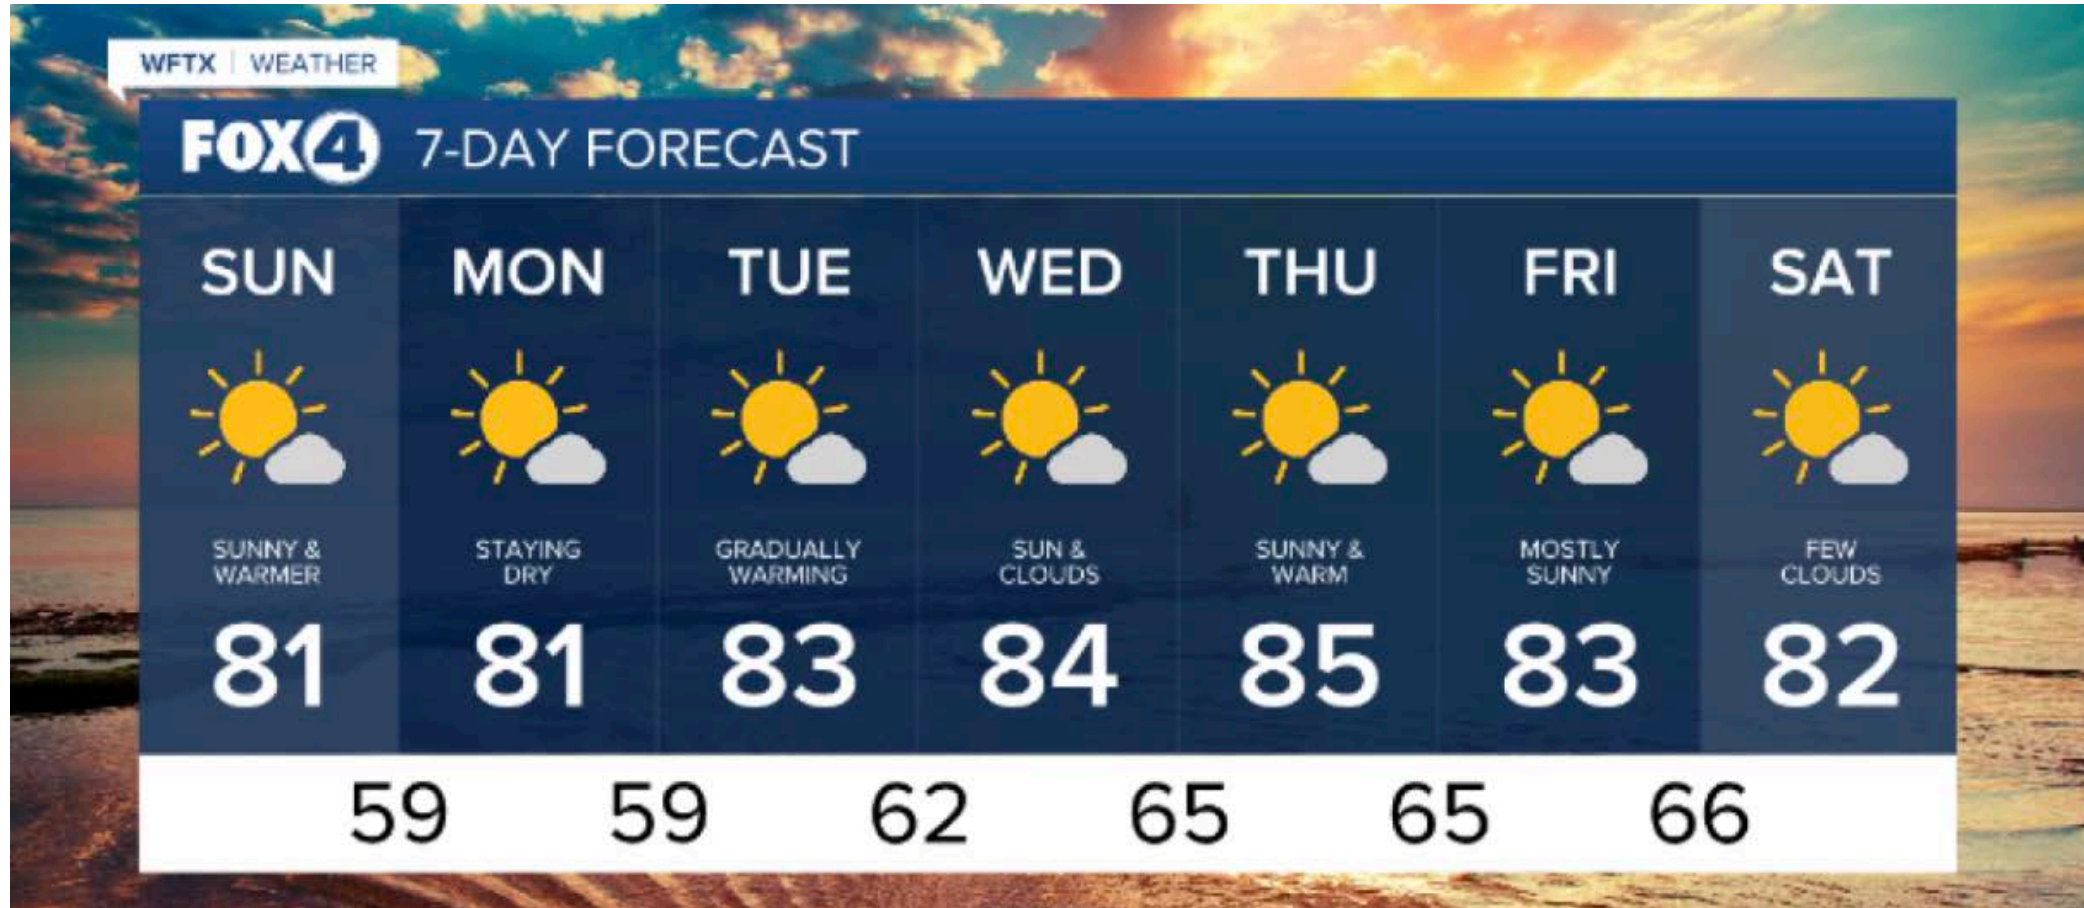 WFTX | WEATHER
FOX 4 7-DAY FORECAST
SUN MON TUE WED THU FRI SAT
SUNNY & STAYING GRADUALLY SUN & SUNNY & MOSTLY FEW
WARMER DRY WARMING CLOUDS WARM SUNNY CLOUDS
81 81 83 84 85 83 82
59 59 62 65 65 66